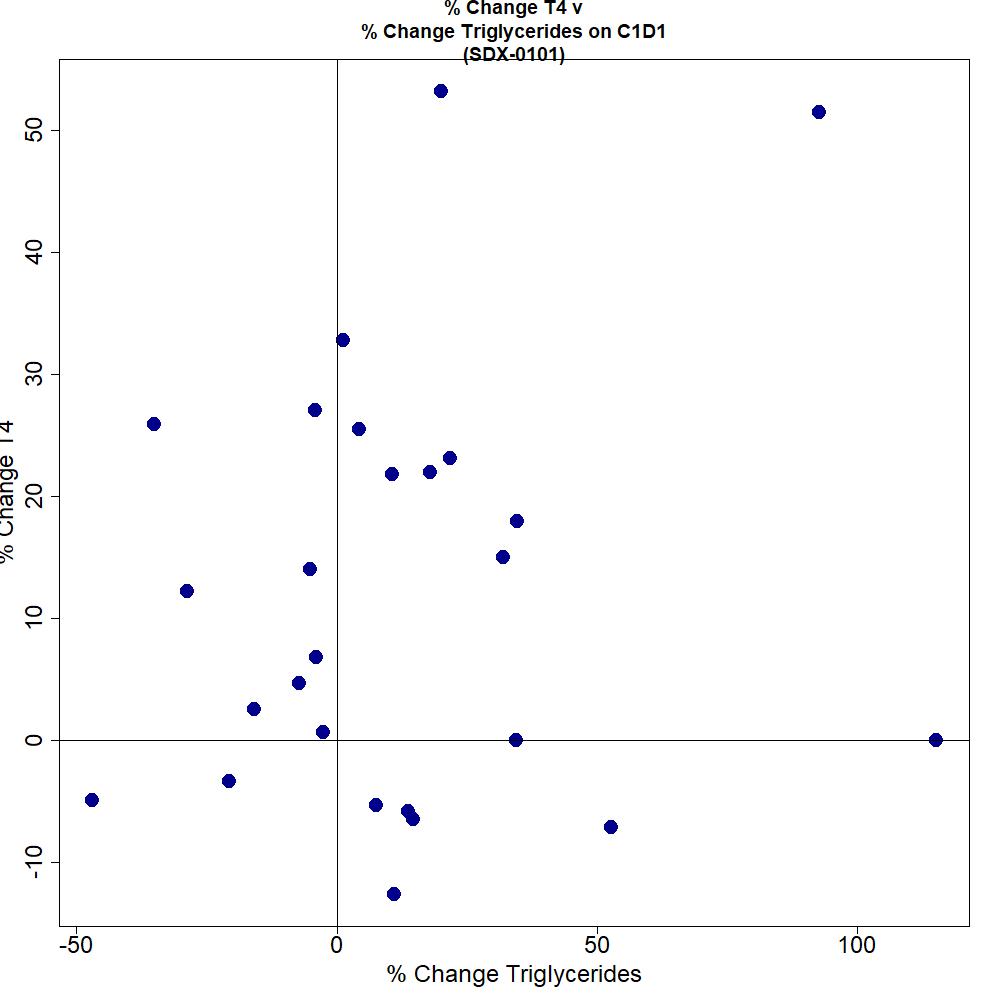 % Change T4 v
% Change Triglycerides on C1D1
(SDX-0101)
50
40
30
20
10
0
-10
% Change T4
-50 0 50 100
% Change Triglycerides